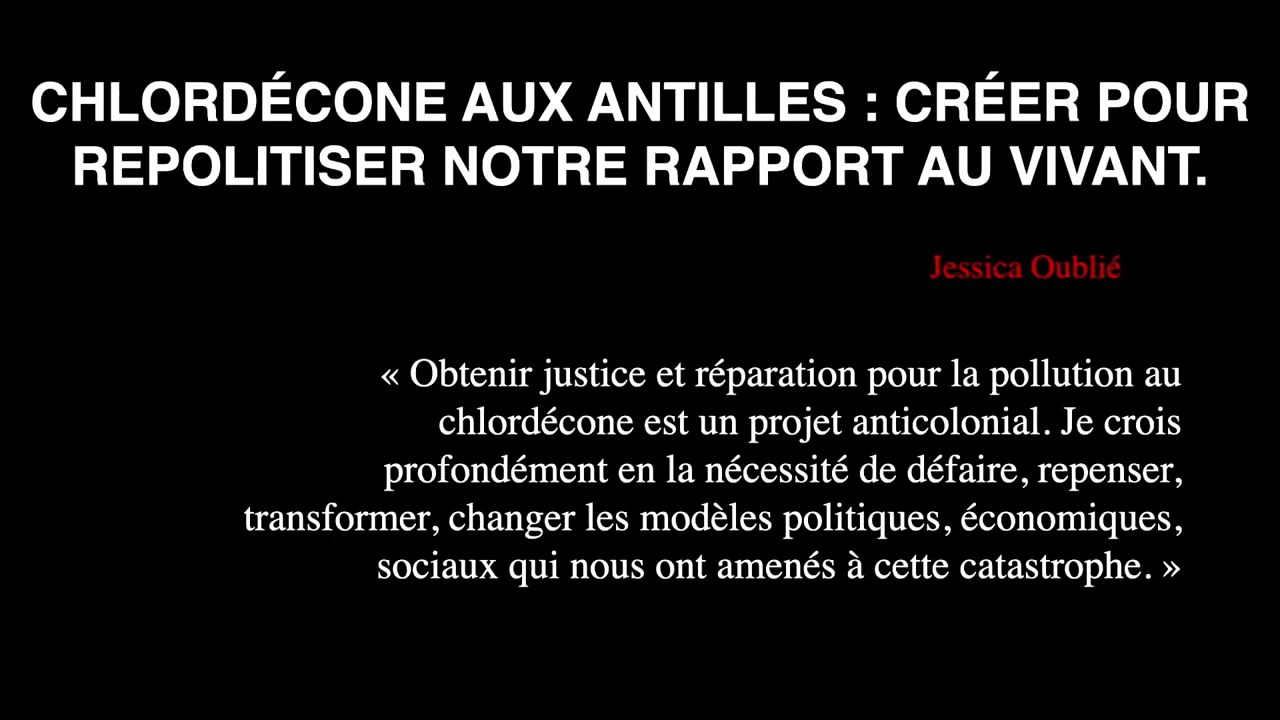 CHLORDÉCONE AUX ANTILLES : CRÉER POUR
REPOLITISER NOTRE RAPPORT AU VIVANT.
Jessica Oublié
« Obtenir justice et réparation pour la pollution au
chlordécone est un projet anticolonial. Je crois
profondément en la nécessité de défaire, repenser,
transformer, changer les modèles politiques, économiques,
sociaux qui nous ont amenés à cette catastrophe. »